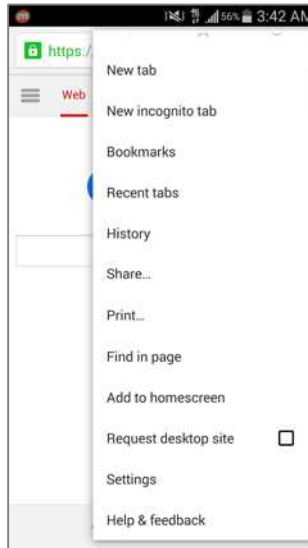 56% 3:42 AM
https:/
Web
New tab
New incognito tab
Bookmarks
Recent tabs
History
Share...
Print...
Find in page
Add to homescreen
Request desktop site
Settings
Help & feedback